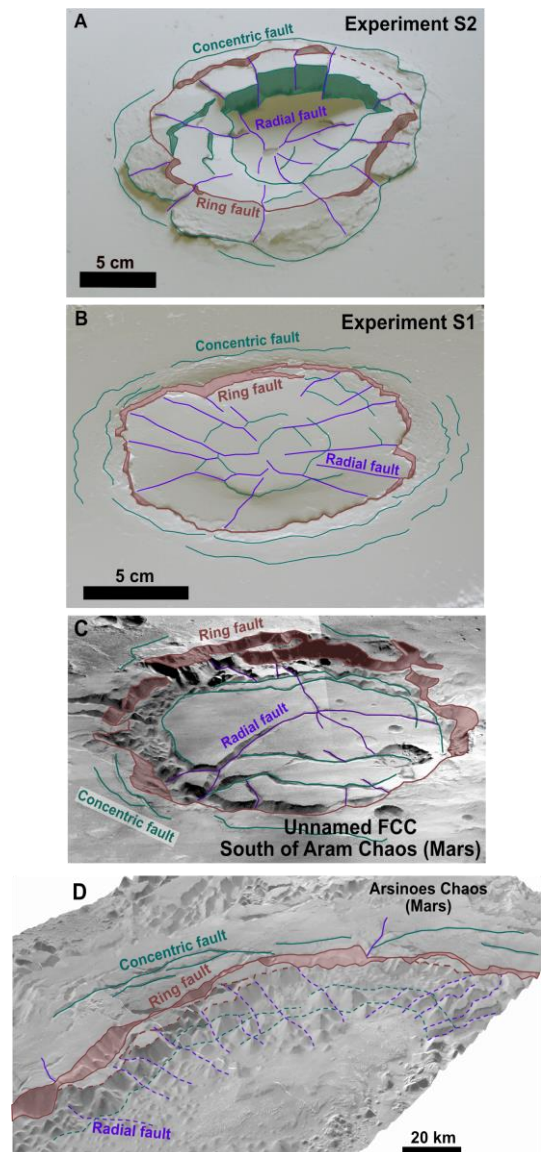 A
Experiment S2
Concentric fault
Radial fault
Ring fault
5 cm
B
Experiment S1
Concentric fault
Ring fault
Radial fault
5 cm
C
Ring fault
Radial fault
Concentric fault
Unnamed FCC
South of Aram Chaos (Mars)
D
Arsinoes Chaos
(Mars)
Concentric fault
Ring fault
Radial fault
20 km